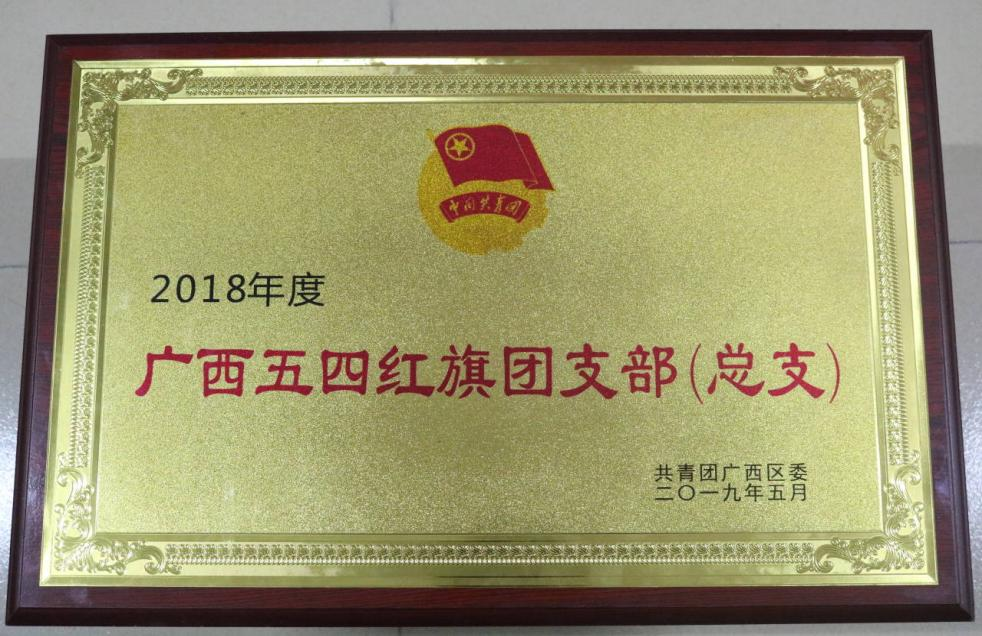 中国共青团
2018年度
广西五四红旗团支部(总支)
共青团广西区委
二〇一九年五月